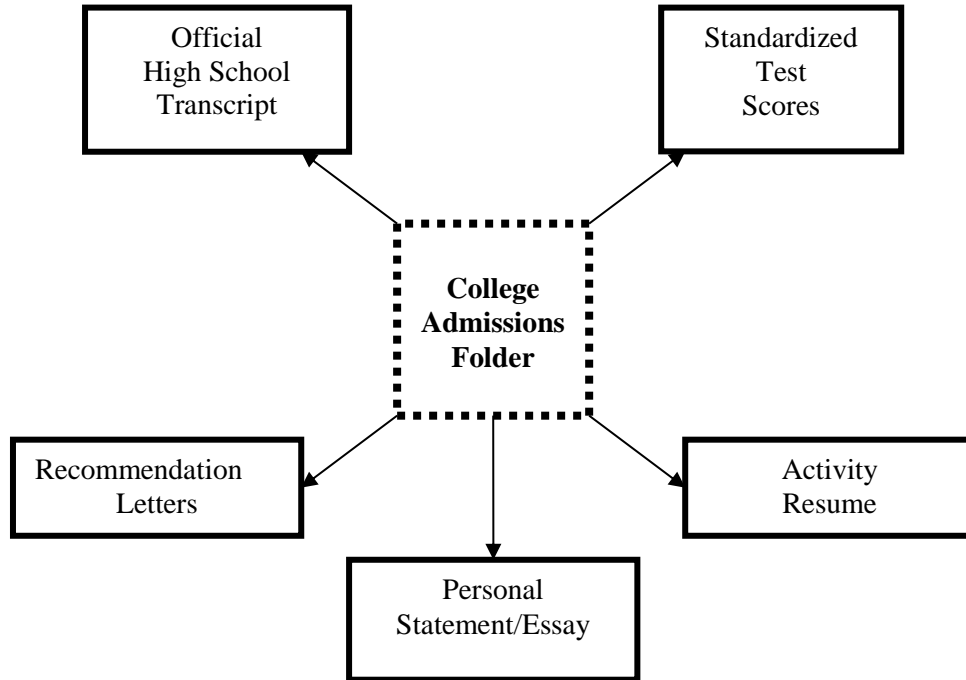 Official
High School
Transcript
Standardized
Test
Scores
College
Admissions
Folder
Recommendation
Letters
Activity
Resume
Personal
Statement/Essay